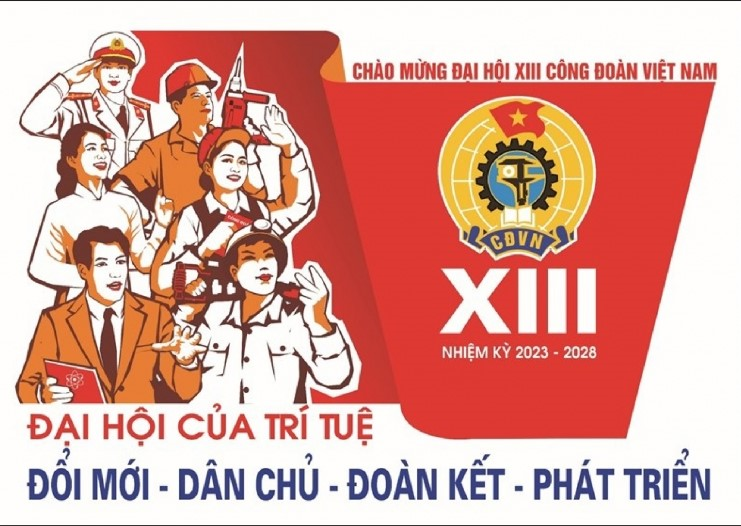 CHÀO MỪNG ĐẠI HỘI XIII CÔNG ĐOÀN VIỆT NAM
CĐVN
XIII
NHIỆM KỲ 2023 - 2028
ĐẠI HỘI CỦA TRÍ TUỆ
ĐỔI MỚI - DÂN CHỦ - ĐOÀN KẾT - PHÁT TRIỂN